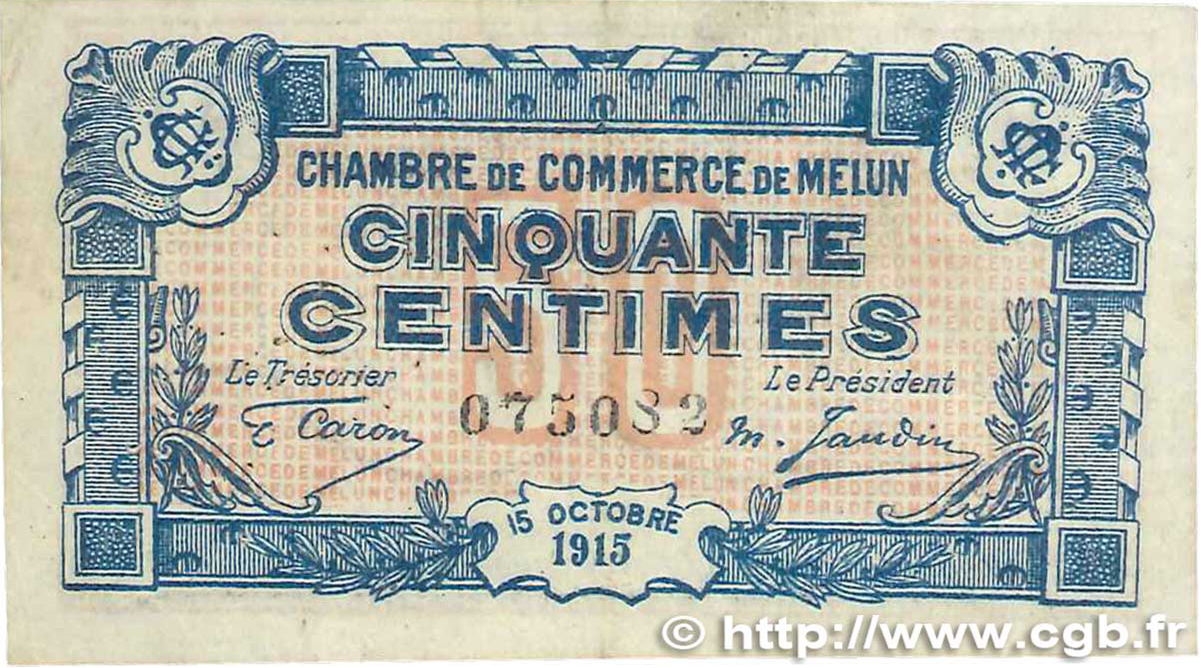 CHAMBRE DE COMMERCE DE MELUN
CINQUANTE
CENTIMES
Le Trésorier
Le Président
E Caron
075082
M. Jaudin
15 OCTOBRE
1915
© http://www.cgb.fr